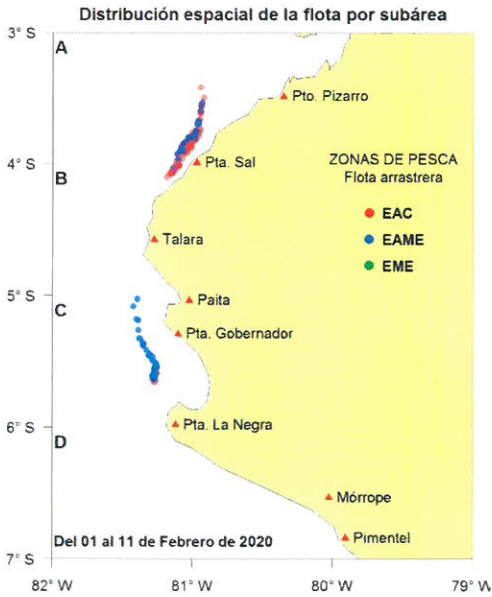 Distribución espacial de la flota por subárea
3° S
A
Pto. Pizarro
4° S
Pta. Sal
B
ZONAS DE PESCA
Flota arrastrera
EAC
EAME
EME
Talara
5° S
C
Paita
Pta. Gobernador
6° S
Pta. La Negra
D
Mórrope
Pimentel
Del 01 al 11 de Febrero de 2020
7° S
82° W
81° W
80° W
79° W